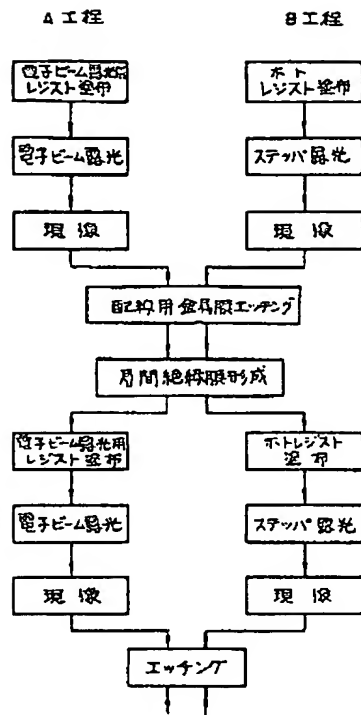 A工程
B工程
電子ビーム露光用
レジスト塗布
ホト
レジスト塗布
電子ビーム露光
ステッパ露光
現像
現像
配線用金属膜エッチング
層間絶縁膜形成
電子ビーム露光用
レジスト塗布
ホトレジスト
塗布
電子ビーム露光
ステッパ露光
現像
現像
エッチング